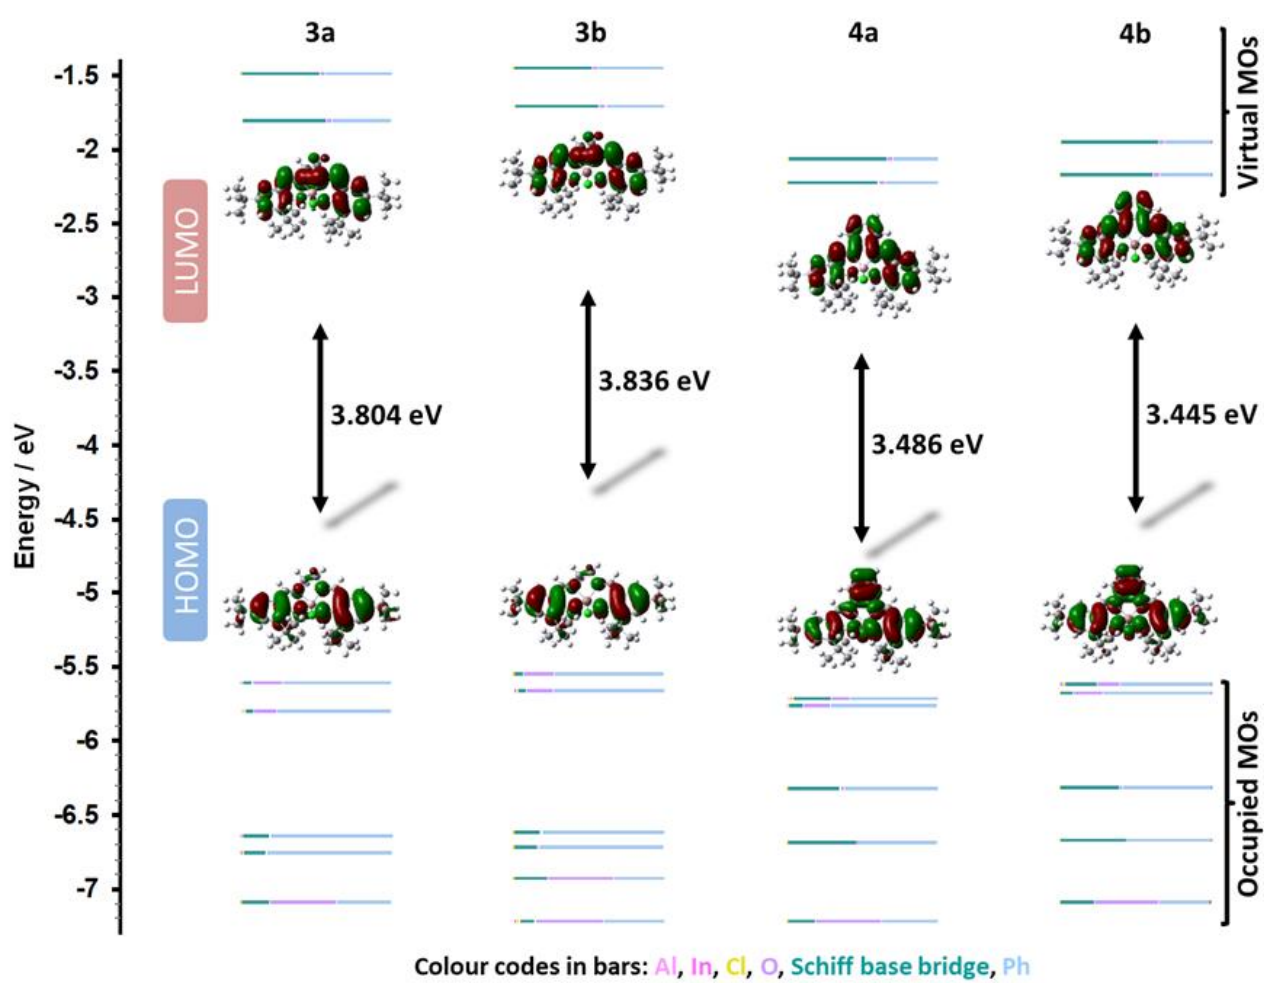 3a
3b
4a
4b
Virtual MOs
-1.5
-2
-2.5
-3
-3.5
-4
-4.5
-5
-5.5
-6
-6.5
-7
Energy / eV
LUMO
HOMO
3.804 eV
3.836 eV
3.486 eV
3.445 eV
Occupied MOs
Colour codes in bars: Al, In, Cl, O, Schiff base bridge, Ph